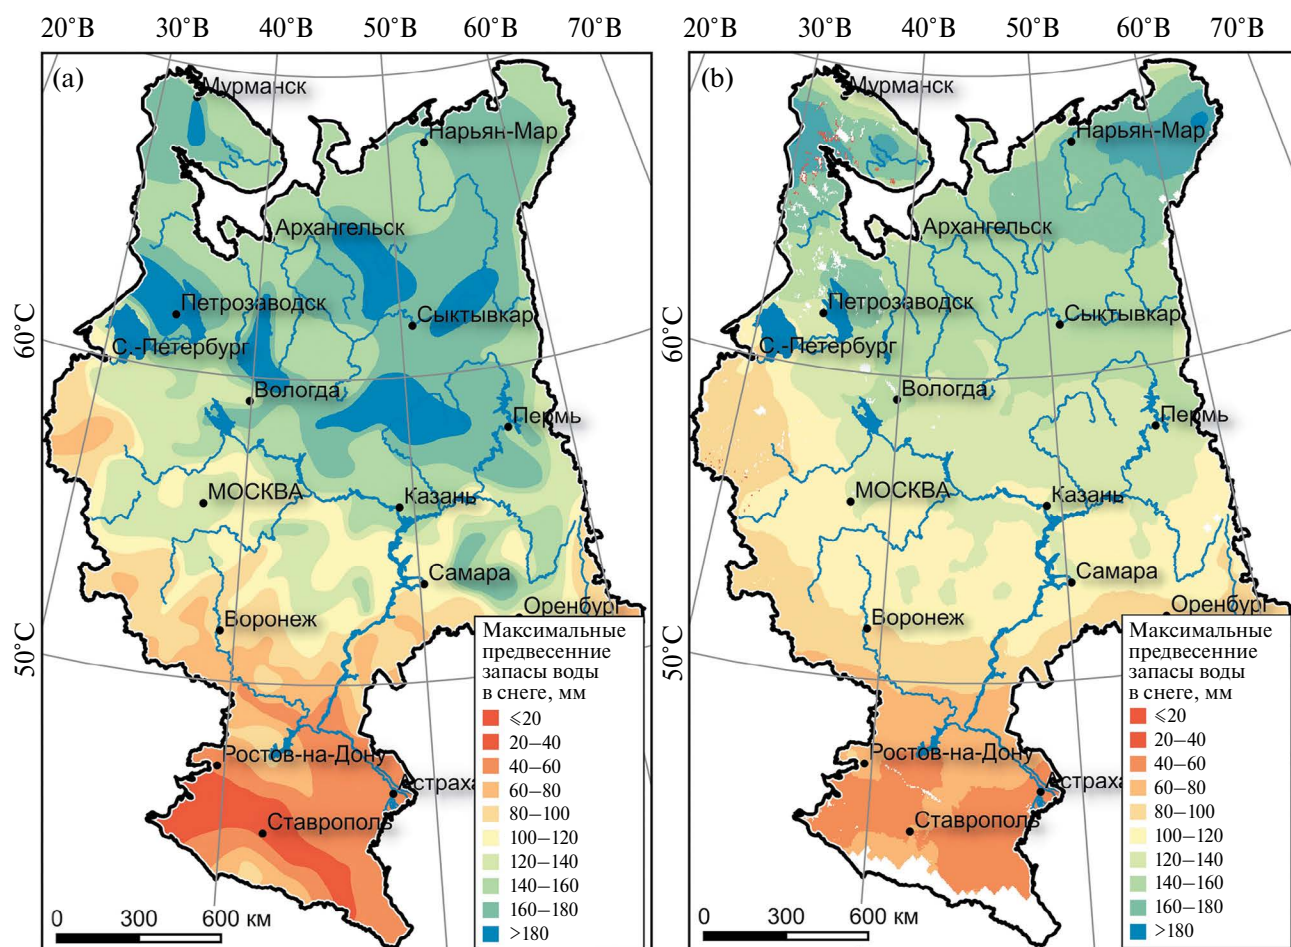 20°В 30°В 40°В 50°В 60°В 70°В
20°В 30°В 40°В 50°В 60°В 70°В
(a)
Мурманск
Нарьян-Мар
Архангельск
Петрозаводск
Сыктывкар
60°С
С.-Петербург
Вологда
Пермь
МОСКВА
Казань
Самара
Оренбург
Воронеж
50°С
Ростов-на-Дону
Астраха
Ставрополь
Максимальные
предвесенние
запасы воды
в снеге, мм
⩽20
20–40
40–60
60–80
80–100
100–120
120–140
140–160
160–180
>180
0 300 600 км
(b)
Мурманск
Нарьян-Мар
Архангельск
Петрозаводск
Сыктывкар
60°С
С.-Петербург
Вологда
Пермь
МОСКВА
Казань
Самара
Оренбург
Воронеж
50°С
Ростов-на-Дону
Астраха
Ставрополь
Максимальные
предвесенние
запасы воды
в снеге, мм
⩽20
20–40
40–60
60–80
80–100
100–120
120–140
140–160
160–180
>180
0 300 600 км